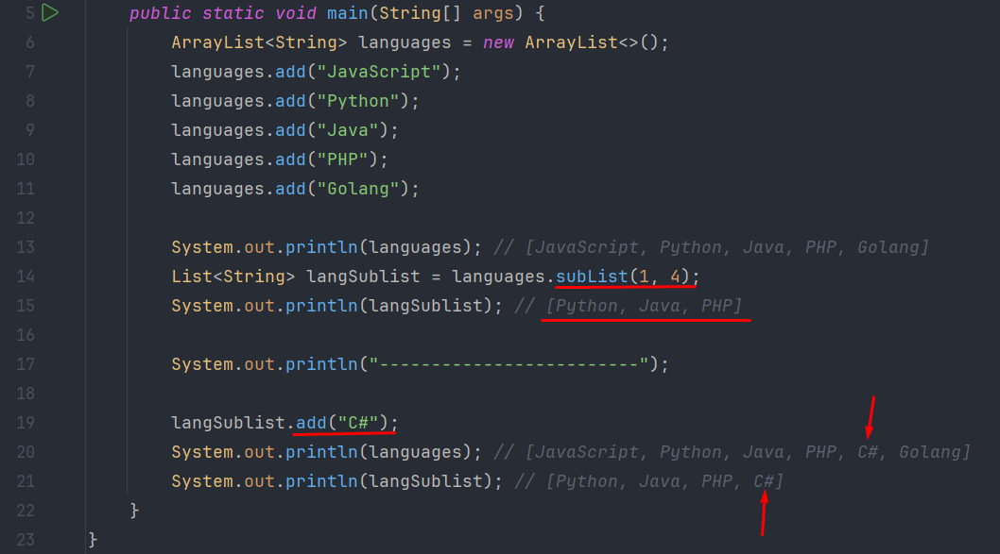 5 public static void main(String[] args) {
6 ArrayList<String> languages = new ArrayList<>();
7 languages.add("JavaScript");
8 languages.add("Python");
9 languages.add("Java");
10 languages.add("PHP");
11 languages.add("Golang");
12
13 System.out.println(languages); // [JavaScript, Python, Java, PHP, Golang]
14 List<String> langSublist = languages.subList(1, 4);
15 System.out.println(langSublist); // [Python, Java, PHP]
16
17 System.out.println("-------------------------");
18
19 langSublist.add("C#");
20 System.out.println(languages); // [JavaScript, Python, Java, PHP, C#, Golang]
21 System.out.println(langSublist); // [Python, Java, PHP, C#]
22 }
23 }